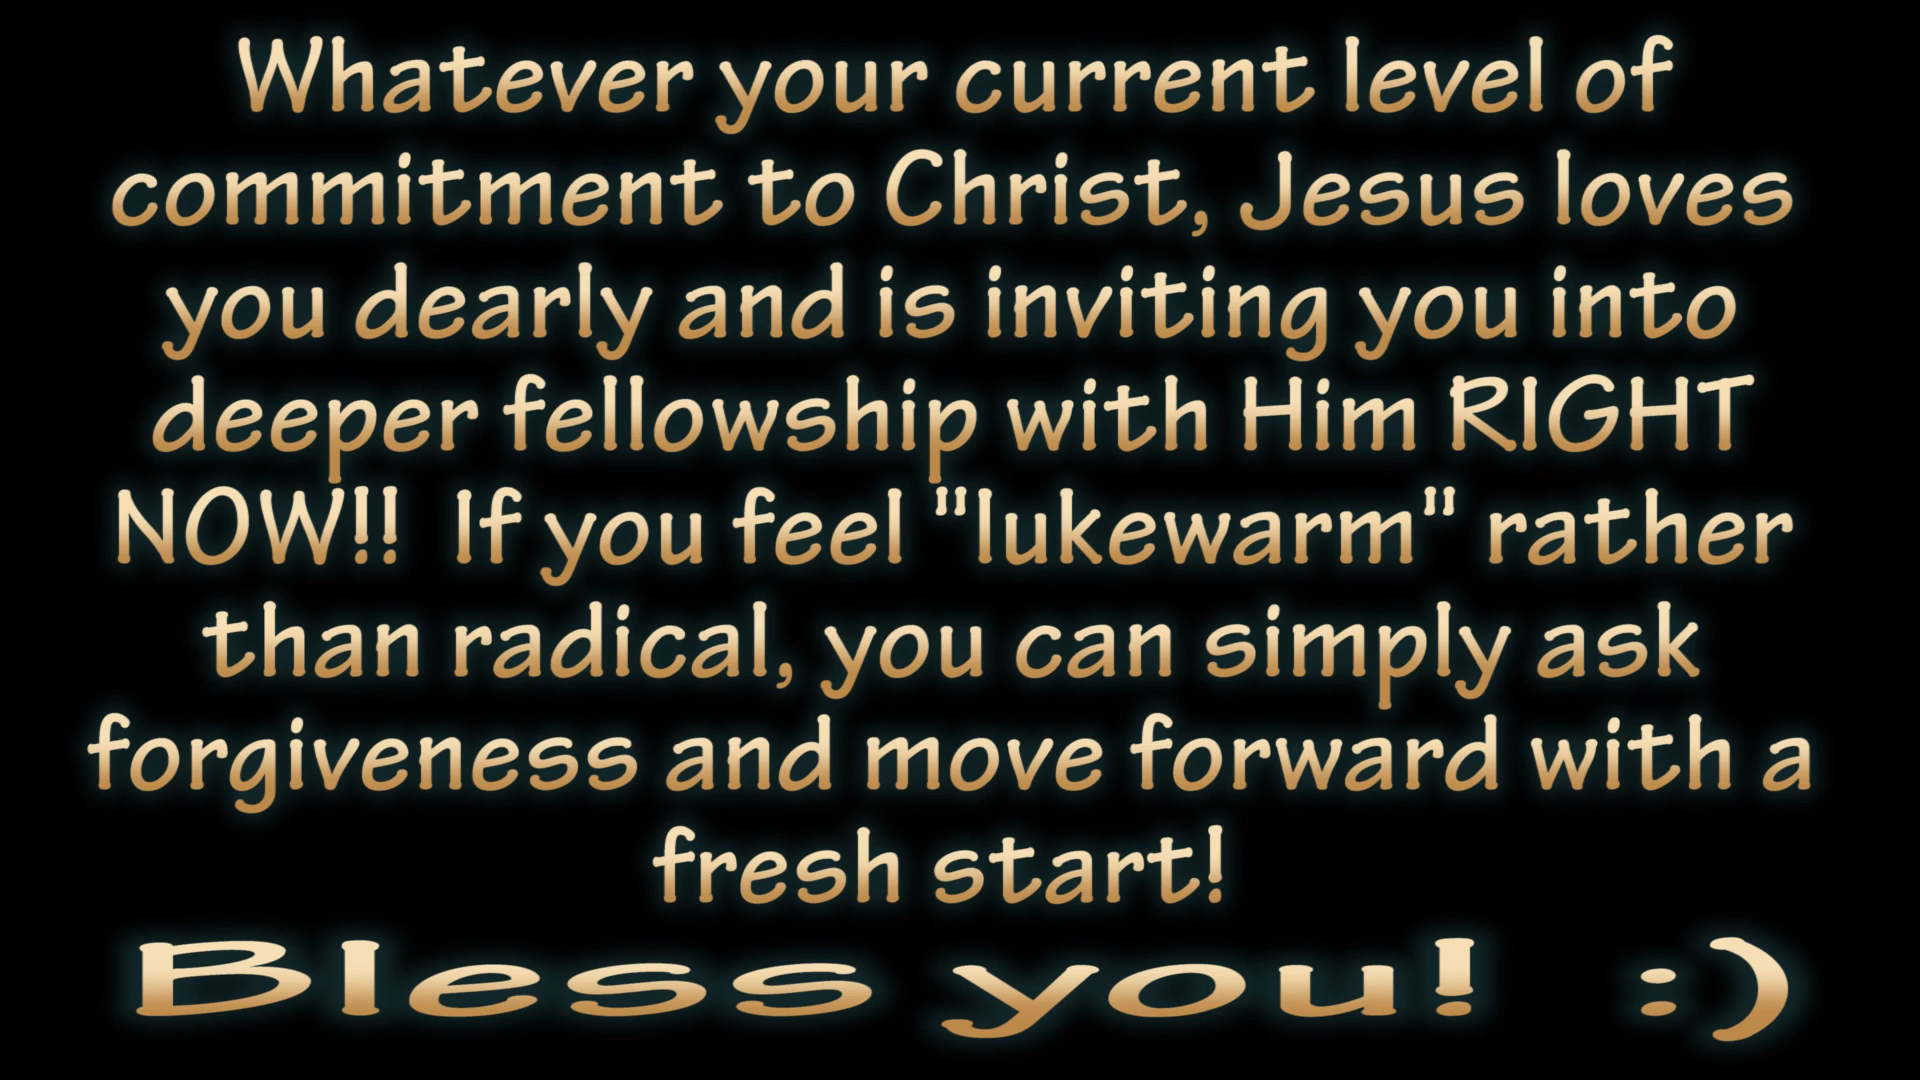 Whatever your current level of
commitment to Christ, Jesus loves
you dearly and is inviting you into
deeper fellowship with Him RIGHT
NOW!!  If you feel "lukewarm" rather
than radical, you can simply ask
forgiveness and move forward with a
fresh start!
Bless you!  :)